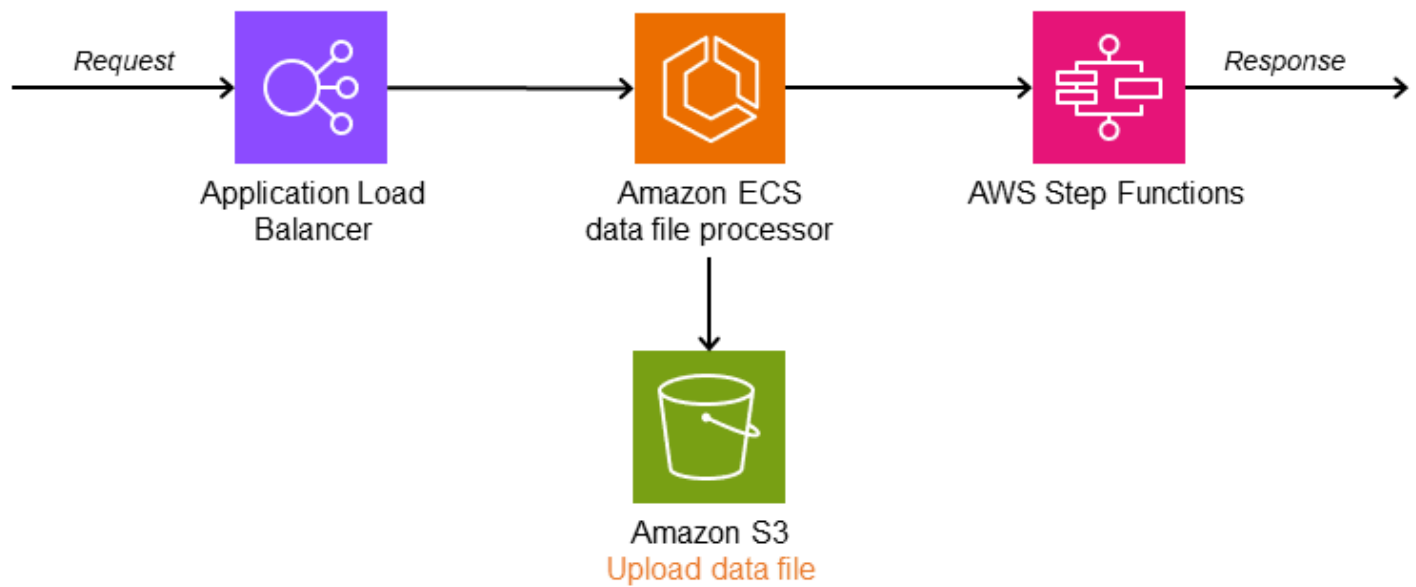 Request
Response
Application Load
Balancer
Amazon ECS
data file processor
AWS Step Functions
Amazon S3
Upload data file